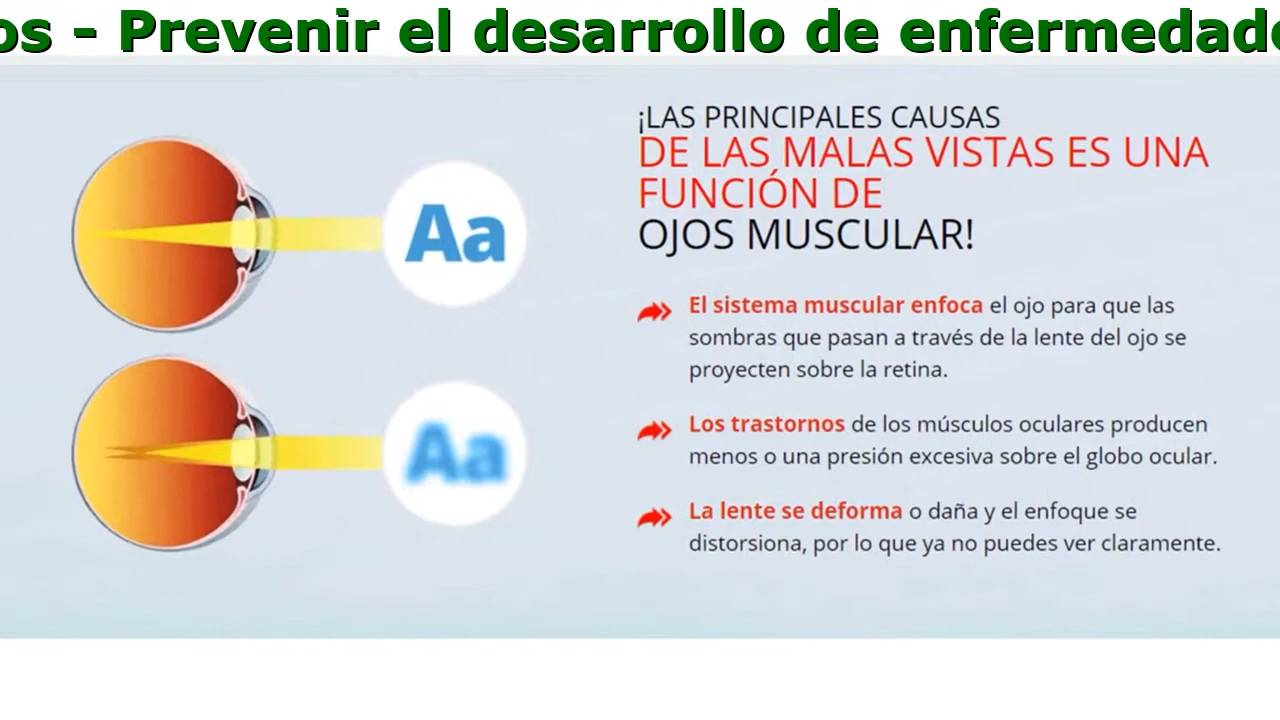 os - Prevenir el desarrollo de enfermedade
¡LAS PRINCIPALES CAUSAS
DE LAS MALAS VISTAS ES UNA
FUNCIÓN DE
OJOS MUSCULAR!
Aa
El sistema muscular enfoca el ojo para que las
sombras que pasan a través de la lente del ojo se
proyecten sobre la retina.
Los trastornos de los músculos oculares producen
menos o una presión excesiva sobre el globo ocular.
Aa
La lente se deforma o daña y el enfoque se
distorsiona, por lo que ya no puedes ver claramente.